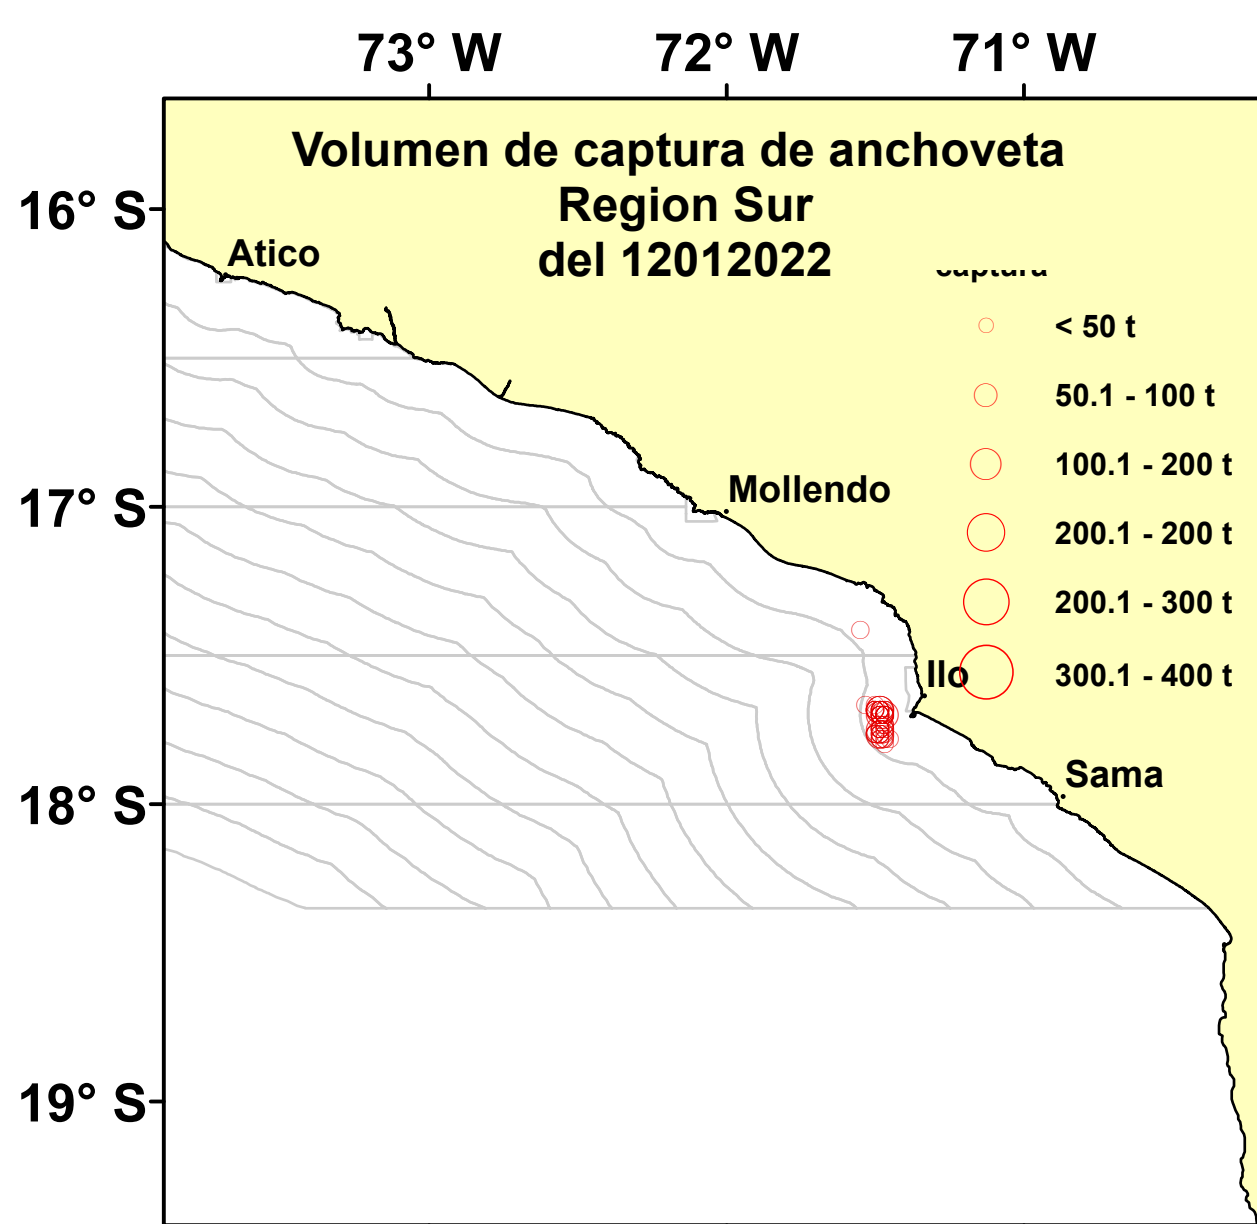 73° W 72° W 71° W
Volumen de captura de anchoveta
Region Sur
del 12012022
16° S
Atico
captura
< 50 t
50.1 - 100 t
100.1 - 200 t
17° S
Mollendo
200.1 - 200 t
200.1 - 300 t
Ilo
300.1 - 400 t
18° S
Sama
19° S